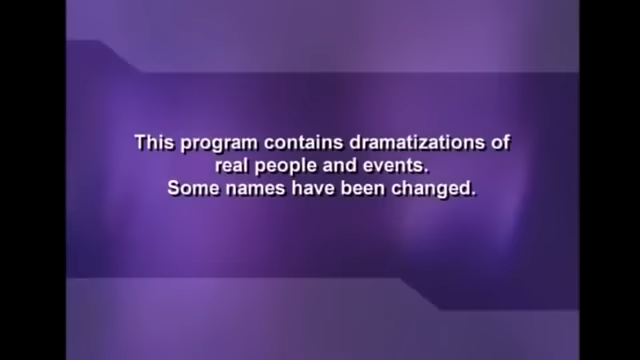 This program contains dramatizations of
real people and events.
Some names have been changed.